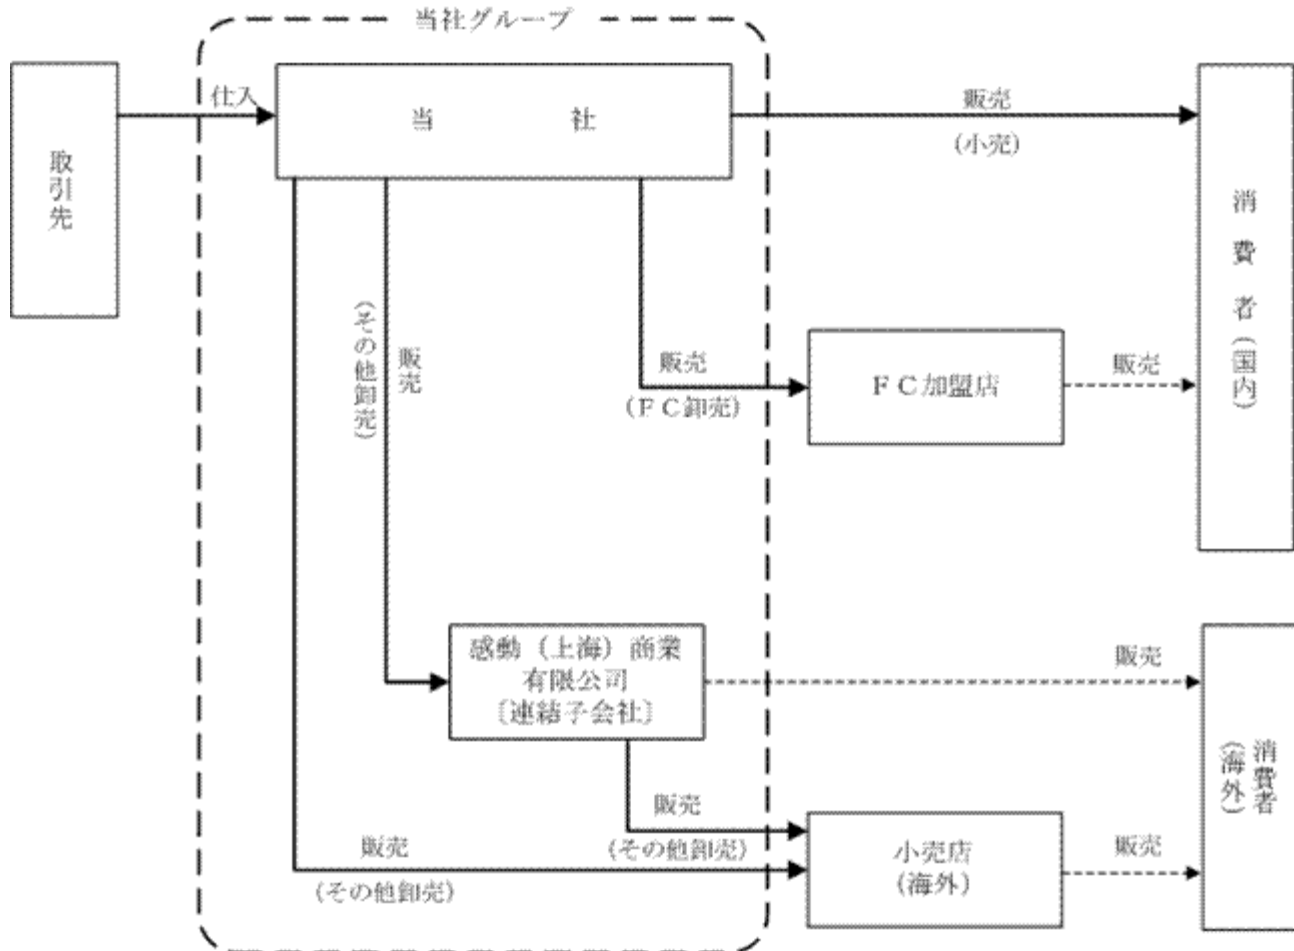 当社グループ
仕入
当 社
販売
(小売)
取引先
消費者(国内)
(その他卸売)
販売
販売
(FC卸売)
FC加盟店
販売
感動(上海)商業
有限公司
〔連結子会社〕
販売
消費者
(海外)
販売
(その他卸売)
販売
(その他卸売)
小売店
(海外)
販売